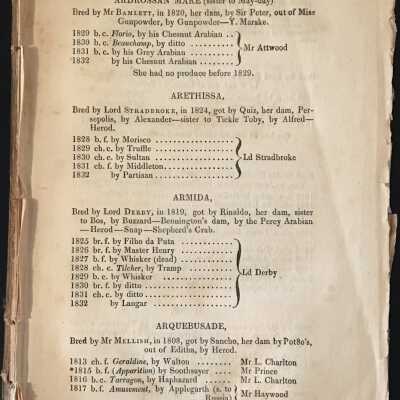 ARDROSSAN MARE (sister to May-day)
Bred by Mr BAMLETT, in 1820, her dam, by Sir Peter, out of Miss
Gunpowder, by Gunpowder—Y. Marske.
1829 b. c. Florio, by his Chesnut Arabian ..
1830 b. c. Beauchamp, by ditto ............
1831 b. c. by his Grey Arabian ............
1832 by his Chesnut Arabian ........
Mr Attwood
She had no produce before 1829.
ARETHISSA,
Bred by Lord STRADBROKE, in 1824, got by Quiz, her dam, Per-
sepolis, by Alexander—sister to Tickle Toby, by Alfred—
Herod.
1828 b. f. by Morisco ..................
1829 ch. c. by Truffle ..................
1830 ch. c. by Sultan ..................
1831 ch. f. by Middleton................
1832 by Partisan ..................
Ld Stradbroke
ARMIDA,
Bred by Lord DERBY, in 1819, got by Rinaldo, her dam, sister
to Bos, by Buzzard—Bennington's dam, by the Percy Arabian
—Herod—Snap—Shepherd's Crab.
1825 br. f. by Filho da Puta ............
1826 br. f. by Master Henry ............
1827 b. f. by Whisker (dead) ............
1828 ch. c. Tilcher, by Tramp ............
1829 b. c. by Whisker ................
1830 br. f. by ditto ....................
1831 ch. c. by ditto ....................
1832 by Langar ..................
Ld Derby
ARQUEBUSADE,
Bred by Mr MELLISH, in 1808, got by Sancho, her dam by Pot8o's,
out of Editha, by Herod.
1813 ch. f. Geraldine, by Walton ........ Mr L. Charlton
*1815 b. f. (Apparition) by Soothsayer .... Mr Prince
1816 b. c. Tarragon, by Haphazard ...... Mr L. Charlton
1817 b. f. Amusement, by Applegarth (s. to
Russia)
Mr Haywood